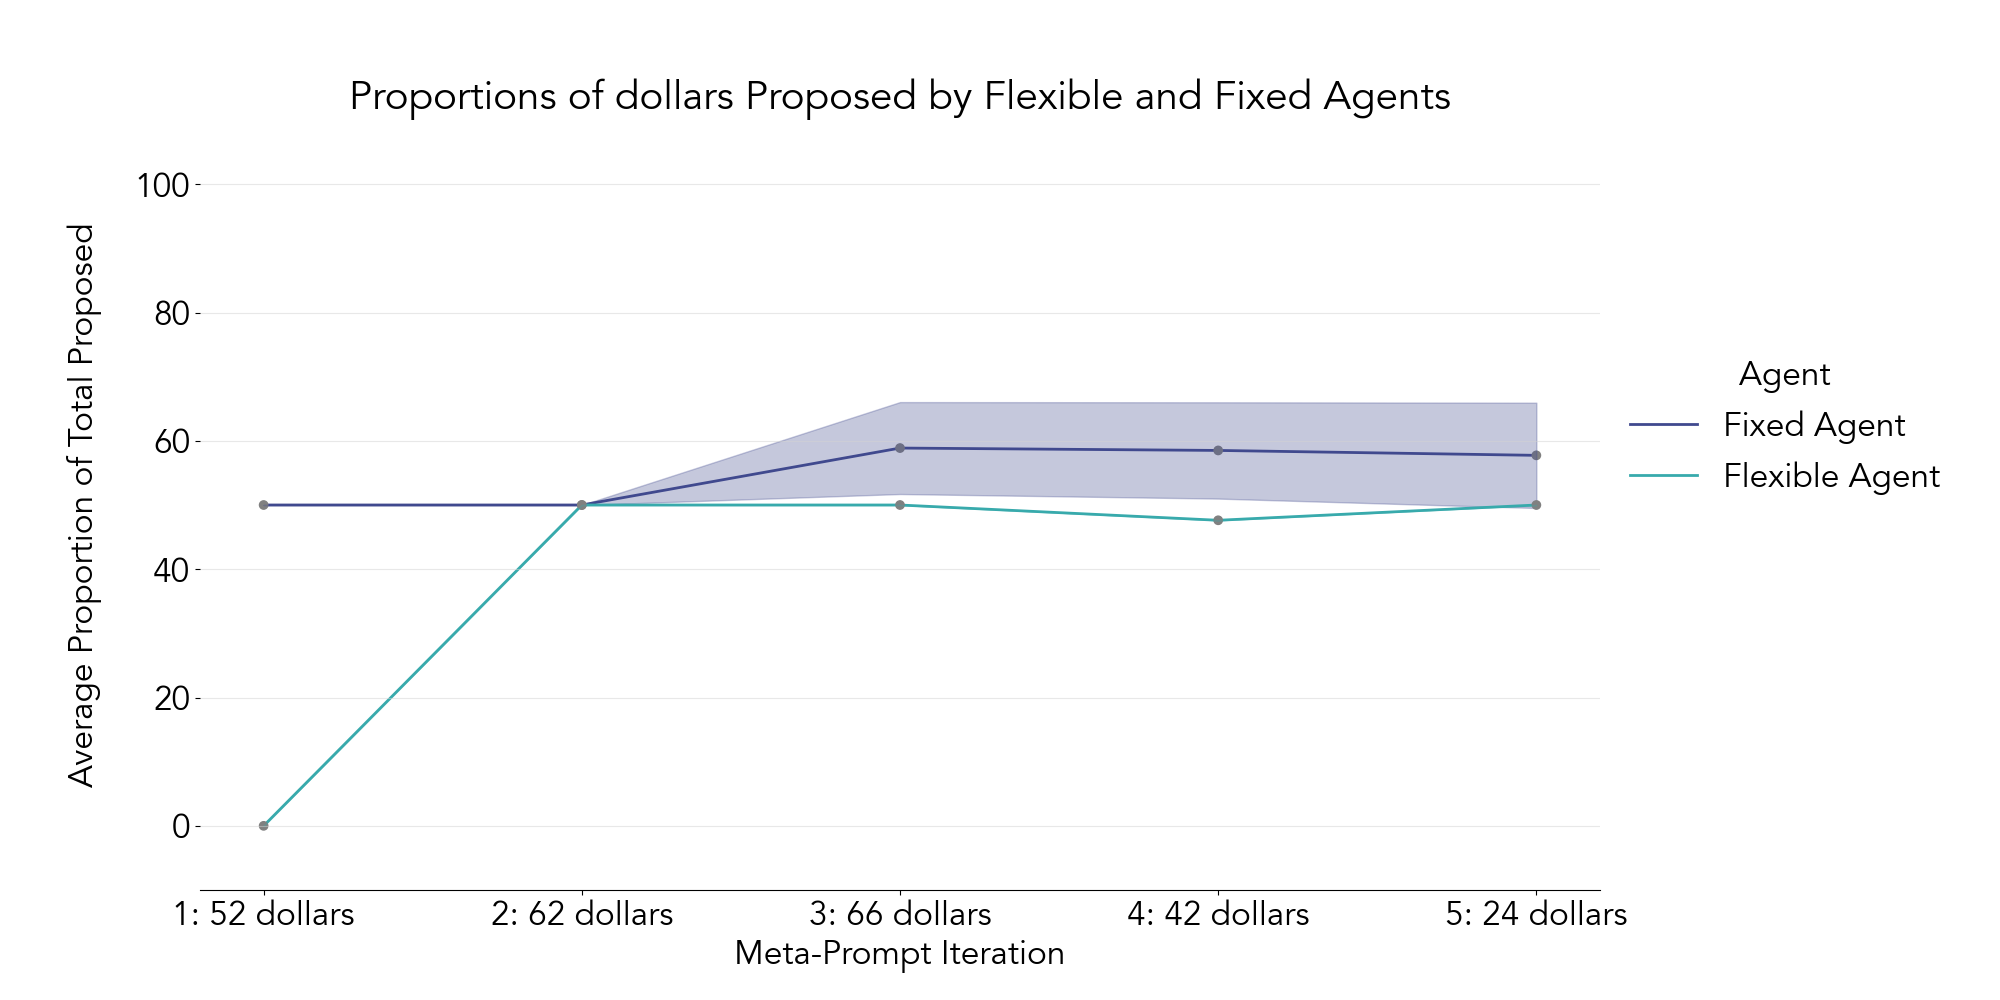 Proportions of dollars Proposed by Flexible and Fixed Agents
Average Proportion of Total Proposed
100
80
60
40
20
0
1: 52 dollars
2: 62 dollars
3: 66 dollars
4: 42 dollars
5: 24 dollars
Meta-Prompt Iteration
Agent
Fixed Agent
Flexible Agent